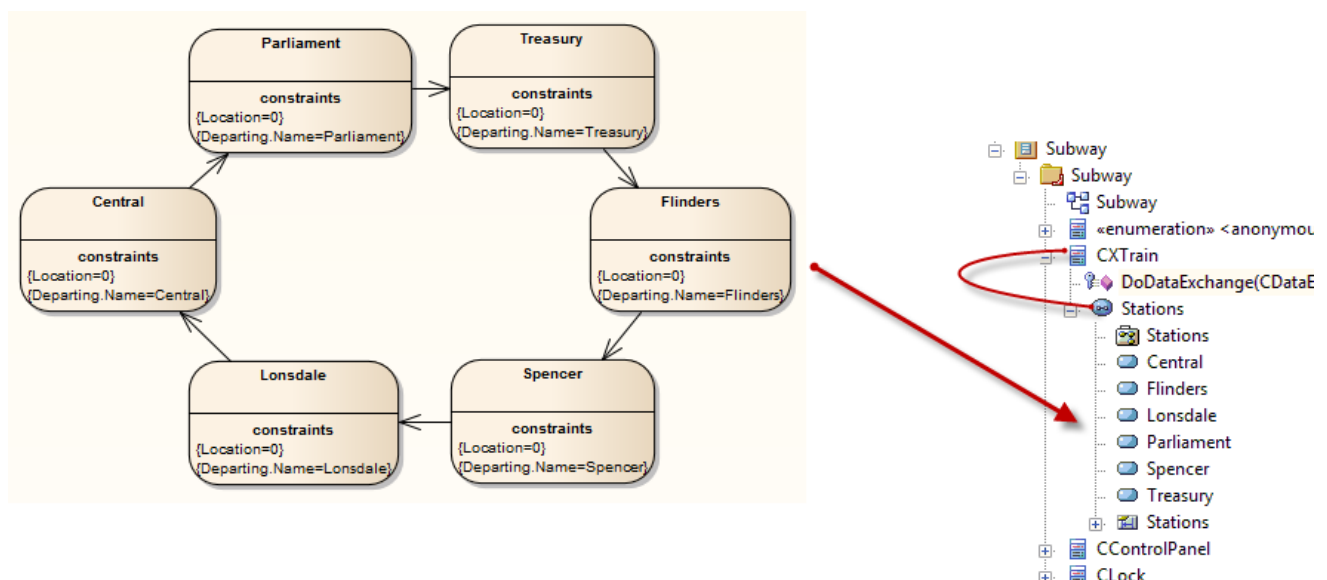 Parliament
constraints
{Location=0}
{Departing.Name=Parliament}
Treasury
constraints
{Location=0}
{Departing.Name=Treasury}
Central
constraints
{Location=0}
{Departing.Name=Central}
Flinders
constraints
{Location=0}
{Departing.Name=Flinders}
Lonsdale
constraints
{Location=0}
{Departing.Name=Lonsdale}
Spencer
constraints
{Location=0}
{Departing.Name=Spencer}
Subway
Subway
Subway
«enumeration» <anonymou
CXTrain
DoDataExchange(CDataE
Stations
Stations
Central
Flinders
Lonsdale
Parliament
Spencer
Treasury
Stations
CControlPanel
CLock